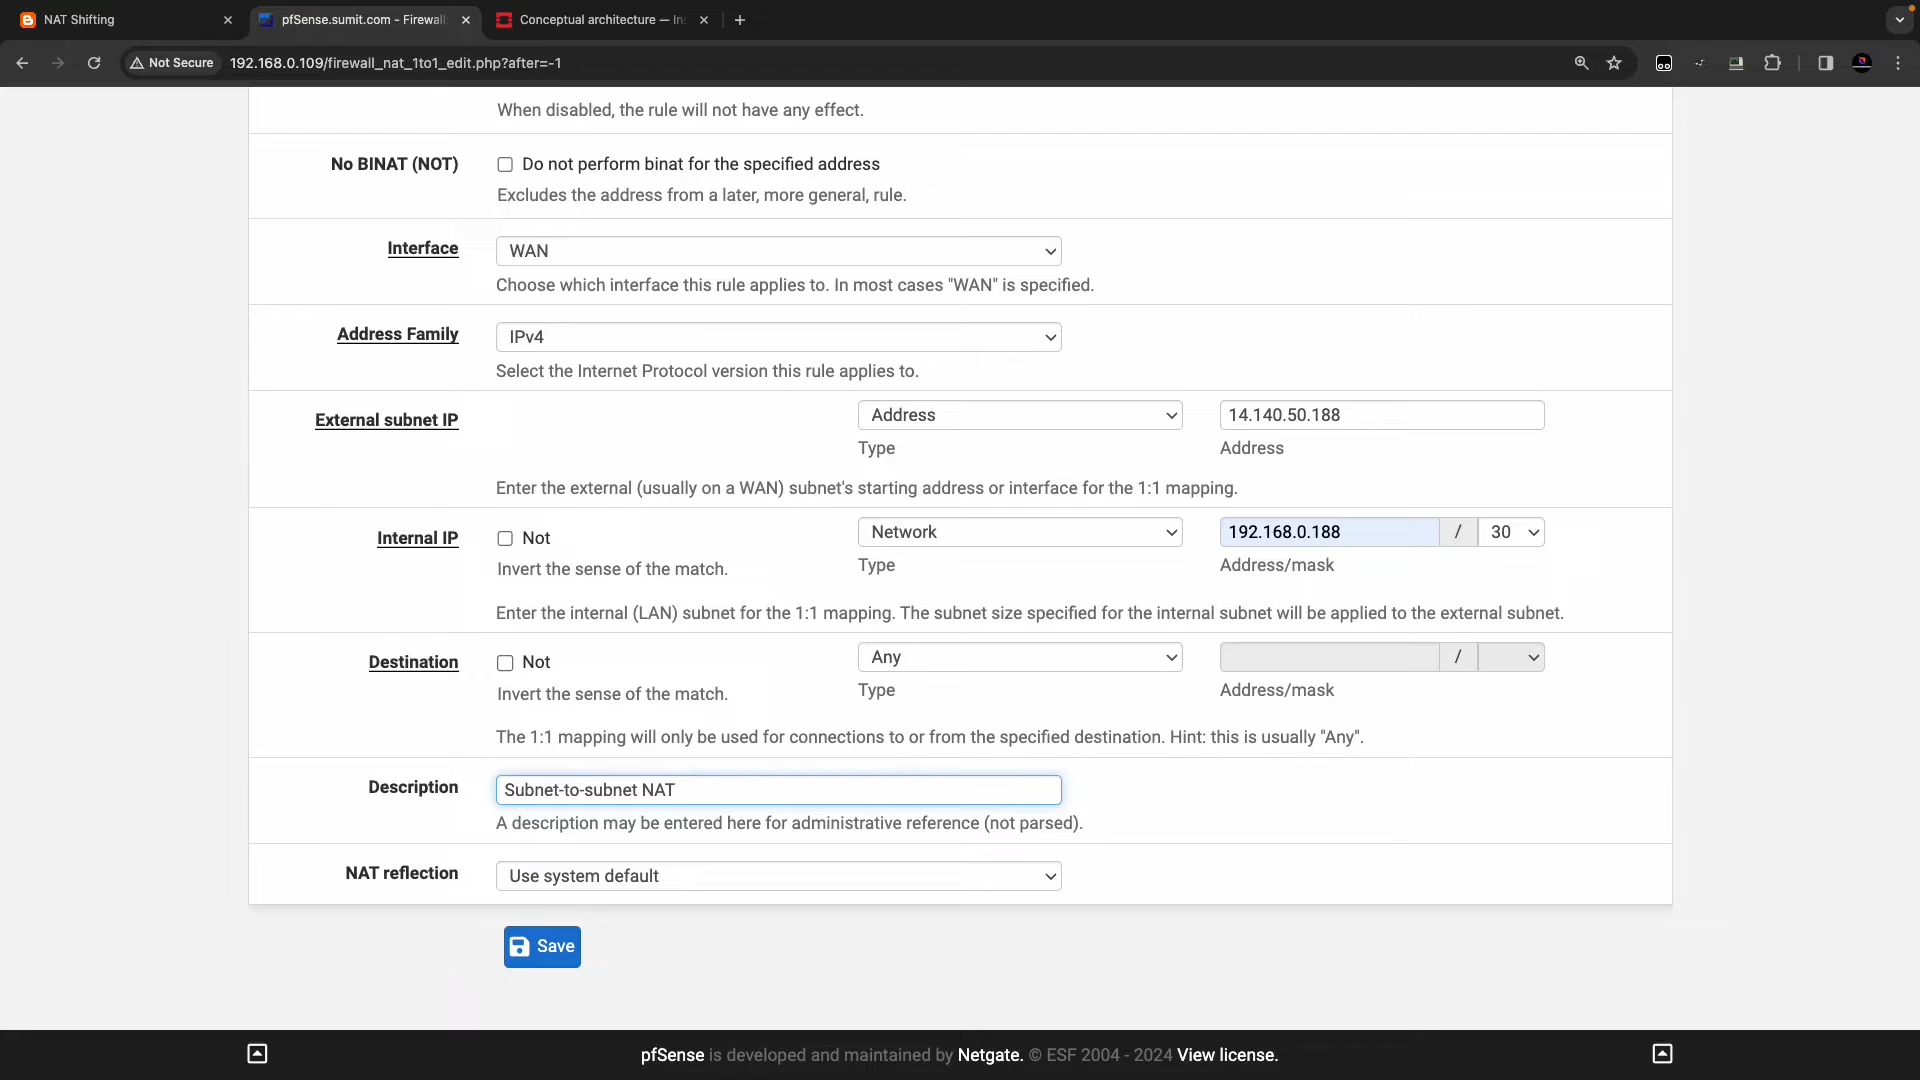 NAT Shifting
pfSense.sumit.com - Firewall
Conceptual architecture — In
Not Secure 192.168.0.109/firewall_nat_1to1_edit.php?after=-1
When disabled, the rule will not have any effect.
No BINAT (NOT) Do not perform binat for the specified address
Excludes the address from a later, more general, rule.
Interface WAN
Choose which interface this rule applies to. In most cases "WAN" is specified.
Address Family IPv4
Select the Internet Protocol version this rule applies to.
External subnet IP Address 14.140.50.188
Type Address
Enter the external (usually on a WAN) subnet's starting address or interface for the 1:1 mapping.
Internal IP Not Network 192.168.0.188 / 30
Invert the sense of the match. Type Address/mask
Enter the internal (LAN) subnet for the 1:1 mapping. The subnet size specified for the internal subnet will be applied to the external subnet.
Destination Not Any /
Invert the sense of the match. Type Address/mask
The 1:1 mapping will only be used for connections to or from the specified destination. Hint: this is usually "Any".
Description Subnet-to-subnet NAT
A description may be entered here for administrative reference (not parsed).
NAT reflection Use system default
Save
pfSense is developed and maintained by Netgate. © ESF 2004 - 2024 View license.